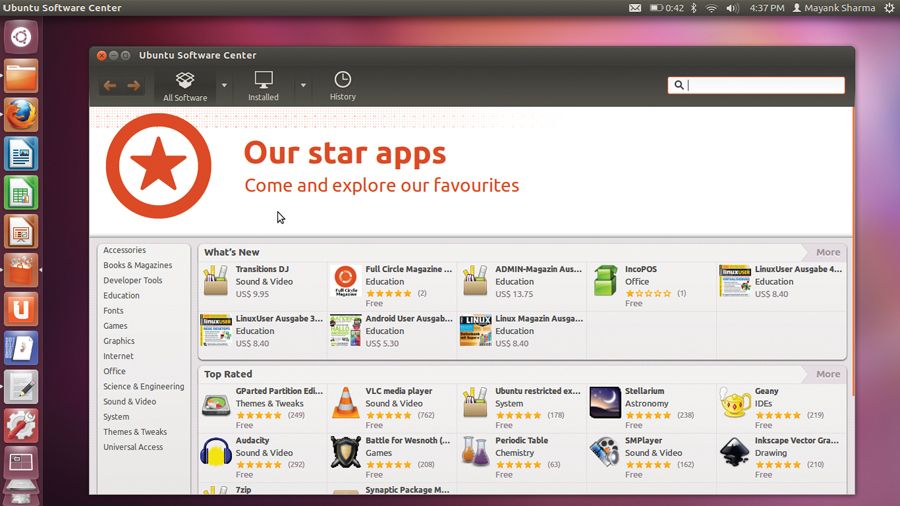 Ubuntu Software Center
0:42
4:37 PM
Mayank Sharma
Ubuntu Software Center
All Software
Installed
History
Our star apps
Come and explore our favourites
Accessories
Books & Magazines
Developer Tools
Education
Fonts
Games
Graphics
Internet
Office
Science & Engineering
Sound & Video
System
Themes & Tweaks
Universal Access
What's New
More
Transitions DJ
Sound & Video
US$ 9.95
Full Circle Magazine ...
Education
(2)
Free
ADMIN-Magazin Aus...
Education
US$ 13.75
IncoPOS
Office
(1)
Free
LinuxUser Ausgabe 4...
Education
US$ 8.40
LinuxUser Ausgabe 3...
Education
US$ 8.40
Android User Ausgab...
Education
US$ 5.30
Linux Magazin Ausga...
Education
US$ 8.40
Top Rated
More
GParted Partition Edi...
Themes & Tweaks
(249)
Free
VLC media player
Sound & Video
(762)
Free
Ubuntu restricted ex...
System
(178)
Free
Stellarium
Astronomy
(238)
Free
Geany
IDEs
(219)
Free
Audacity
Sound & Video
(292)
Free
Battle for Wesnoth (...
Games
(208)
Free
Periodic Table
Chemistry
(63)
Free
SMPlayer
Sound & Video
(162)
Free
Inkscape Vector Gra...
Drawing
(210)
Free
7zip
Synaptic Package M...